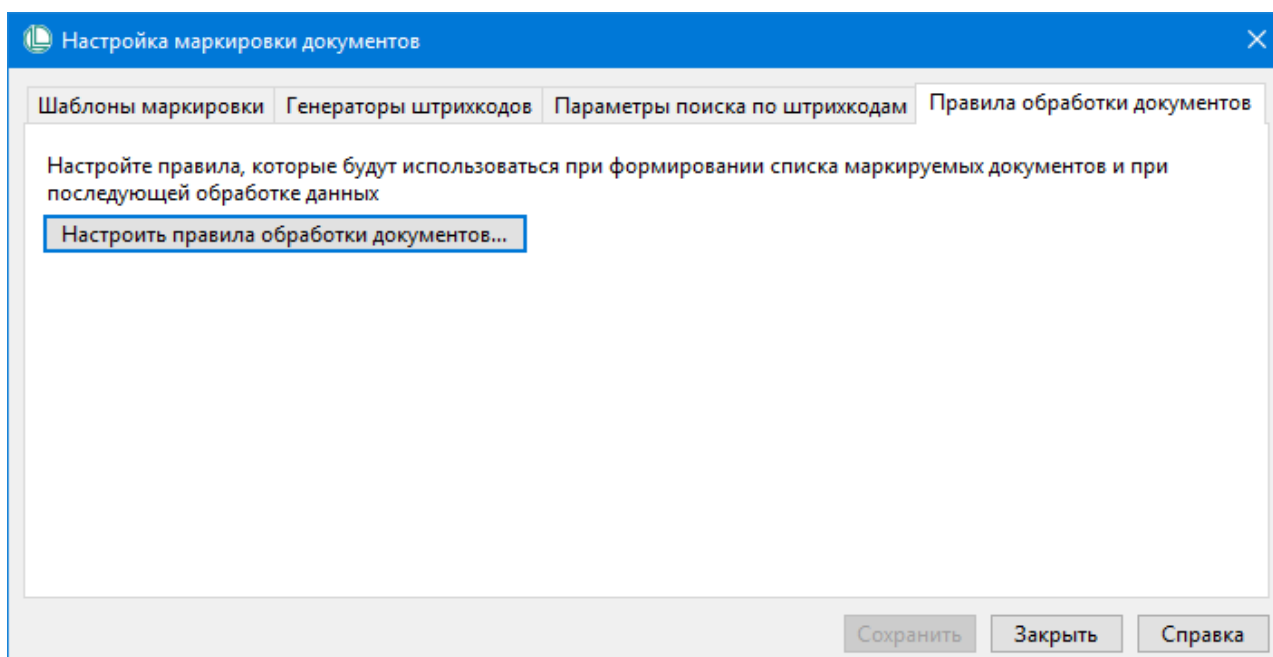 Настройка маркировки документов
Шаблоны маркировки Генераторы штрихкодов Параметры поиска по штрихкодам Правила обработки документов
Настройте правила, которые будут использоваться при формировании списка маркируемых документов и при
последующей обработке данных
Настроить правила обработки документов...
Сохранить Закрыть Справка